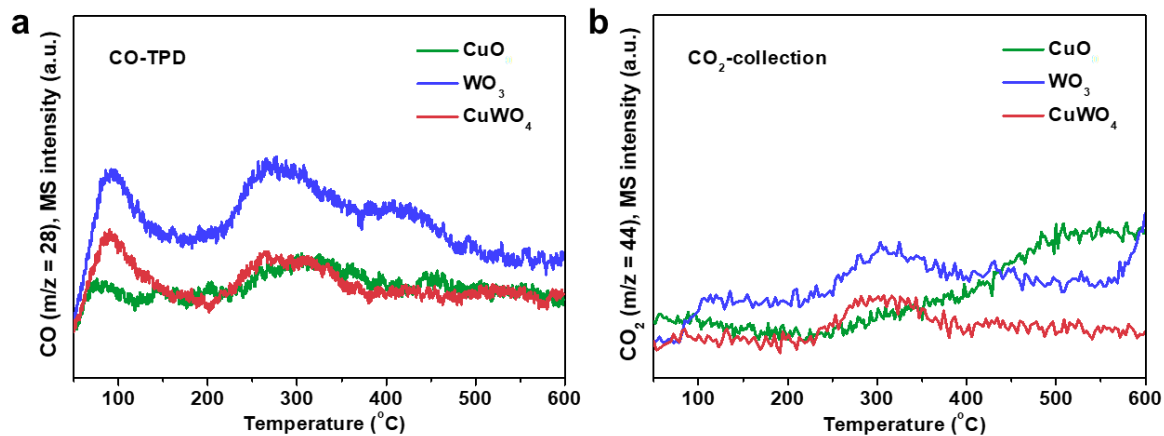 a
CO-TPD
CuO
WO3
CuWO4
CO (m/z = 28), MS intensity (a.u.)
100 200 300 400 500 600
Temperature (°C)
b
CO2-collection
CuO
WO3
CuWO4
CO2 (m/z = 44), MS intensity (a.u.)
100 200 300 400 500 600
Temperature (°C)